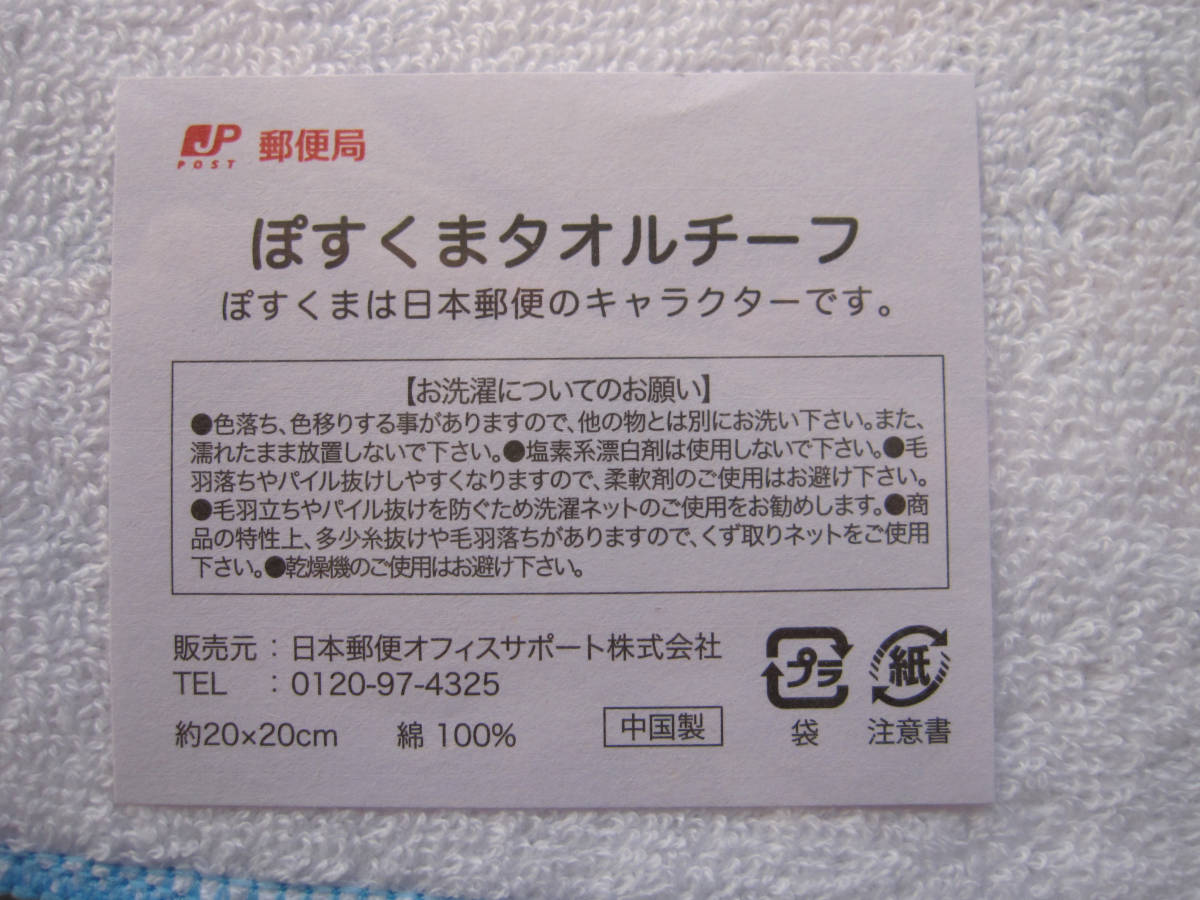 JP 郵便局
POST
ぽすくまタオルチーフ
ぽすくまは日本郵便のキャラクターです。
【お洗濯についてのお願い】
●色落ち、色移りする事がありますので、他の物とは別にお洗い下さい。また、
濡れたまま放置しないで下さい。●塩素系漂白剤は使用しないで下さい。●毛
羽落ちやパイル抜けしやすくなりますので、柔軟剤のご使用はお避け下さい。
●毛羽立ちやパイル抜けを防ぐため洗濯ネットのご使用をお勧めします。●商
品の特性上、多少糸抜けや毛羽落ちがありますので、くず取りネットをご使用
下さい。●乾燥機のご使用はお避け下さい。
販売元 : 日本郵便オフィスサポート株式会社
TEL : 0120-97-4325
約20×20cm 綿 100% 中国製
プラ 紙
袋 注意書